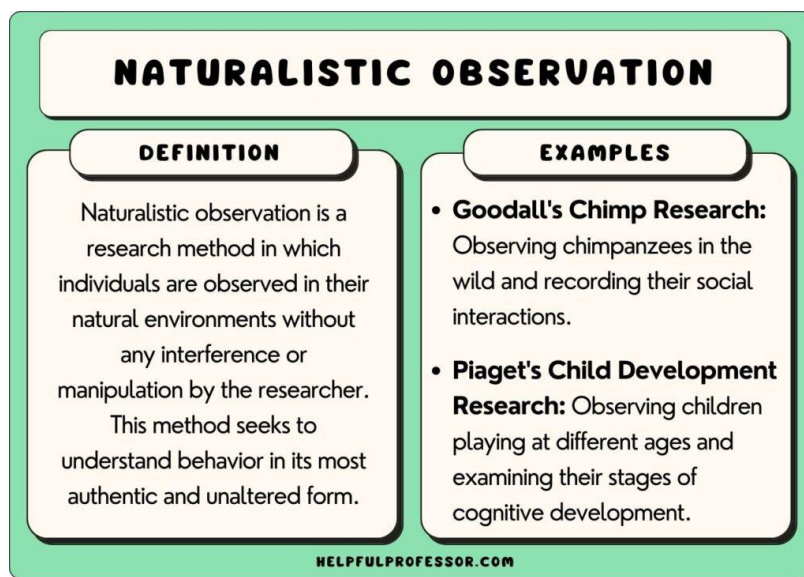 NATURALISTIC OBSERVATION
DEFINITION
Naturalistic observation is a
research method in which
individuals are observed in their
natural environments without
any interference or
manipulation by the researcher.
This method seeks to
understand behavior in its most
authentic and unaltered form.
EXAMPLES
• Goodall's Chimp Research:
Observing chimpanzees in the
wild and recording their social
interactions.
• Piaget's Child Development
Research: Observing children
playing at different ages and
examining their stages of
cognitive development.
HELPFULPROFESSOR.COM